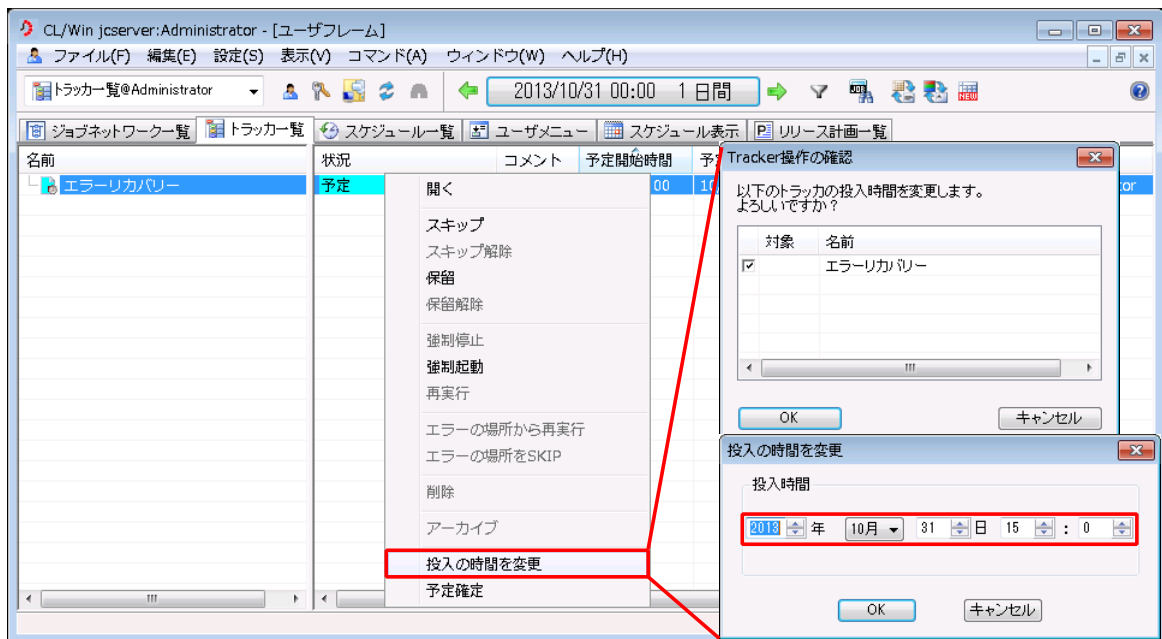 CL/Win jcserver:Administrator - [ユーザフレーム]
ファイル(F) 編集(E) 設定(S) 表示(V) コマンド(A) ウィンドウ(W) ヘルプ(H)
トラッカー覧@Administrator 2013/10/31 00:00 1 日間 NEW
ジョブネットワーク一覧 トラッカ一覧 スケジュール一覧 ユーザメニュー スケジュール表示 リリース計画一覧
名前 状況 コメント 予定開始時間 予
エラーリカバリー 予定 00 10 or
開く
スキップ
スキップ解除
保留
保留解除
強制停止
強制起動
再実行
エラーの場所から再実行
エラーの場所をSKIP
削除
アーカイブ
投入の時間を変更
予定確定
Tracker操作の確認
以下のトラッカの投入時間を変更します。
よろしいですか?
対象 名前
エラーリカバリー
OK キャンセル
投入の時間を変更
投入時間
2013 年 10月 31 日 15 : 0
OK キャンセル